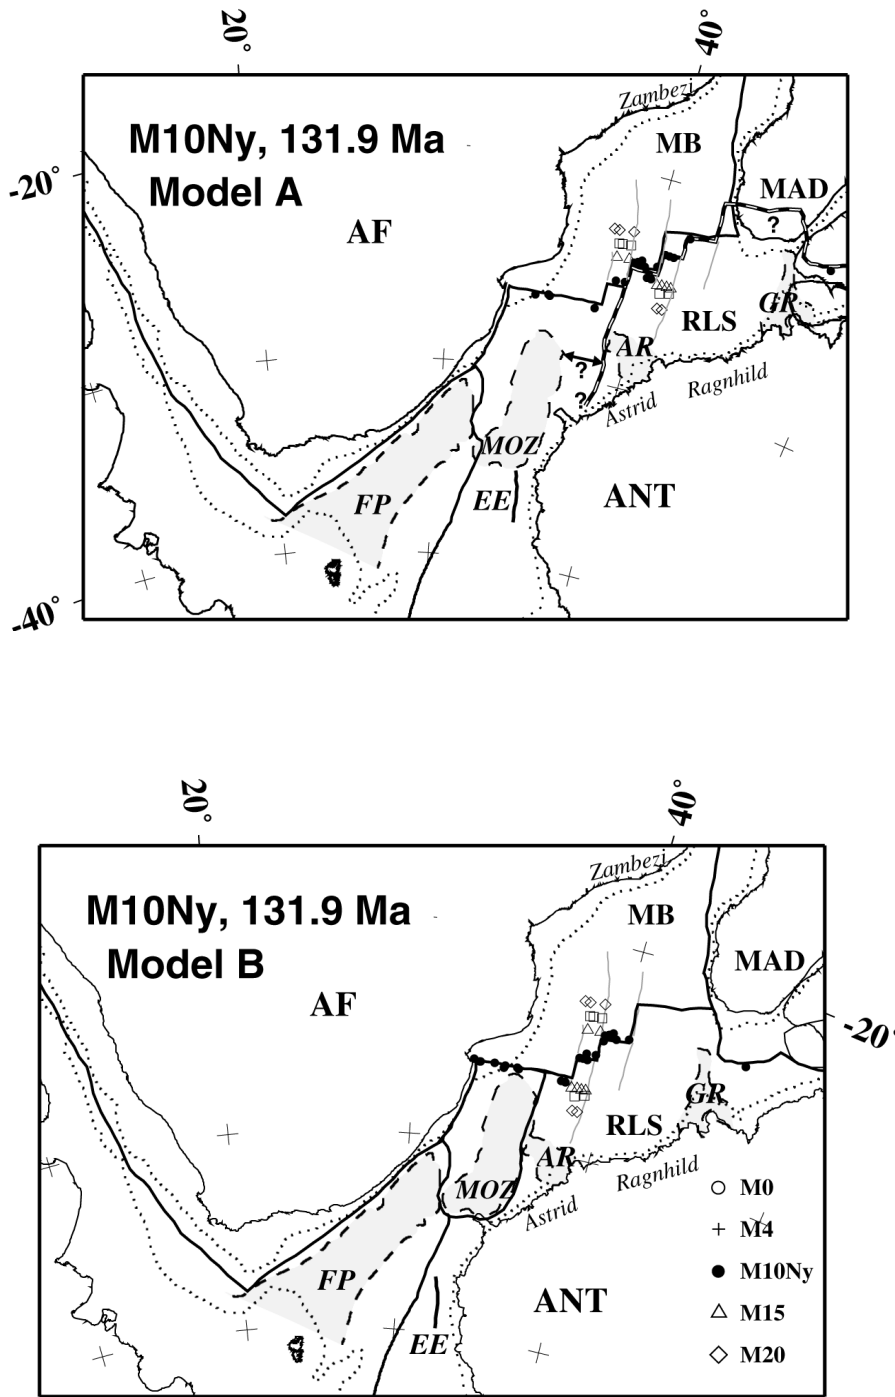 20°
40°
Zambezi
M10Ny, 131.9 Ma
MB
Model A
-20°
MAD
AF
?
GR
RLS
AR
?
Ragnhild
?
Astrid
MOZ
ANT
FP
EE
-40°
20°
40°
Zambezi
M10Ny, 131.9 Ma
MB
Model B
MAD
AF
-20°
GR
RLS
AR
Ragnhild
MOZ
M0
Astrid
M4
FP
M10Ny
ANT
M15
EE
M20